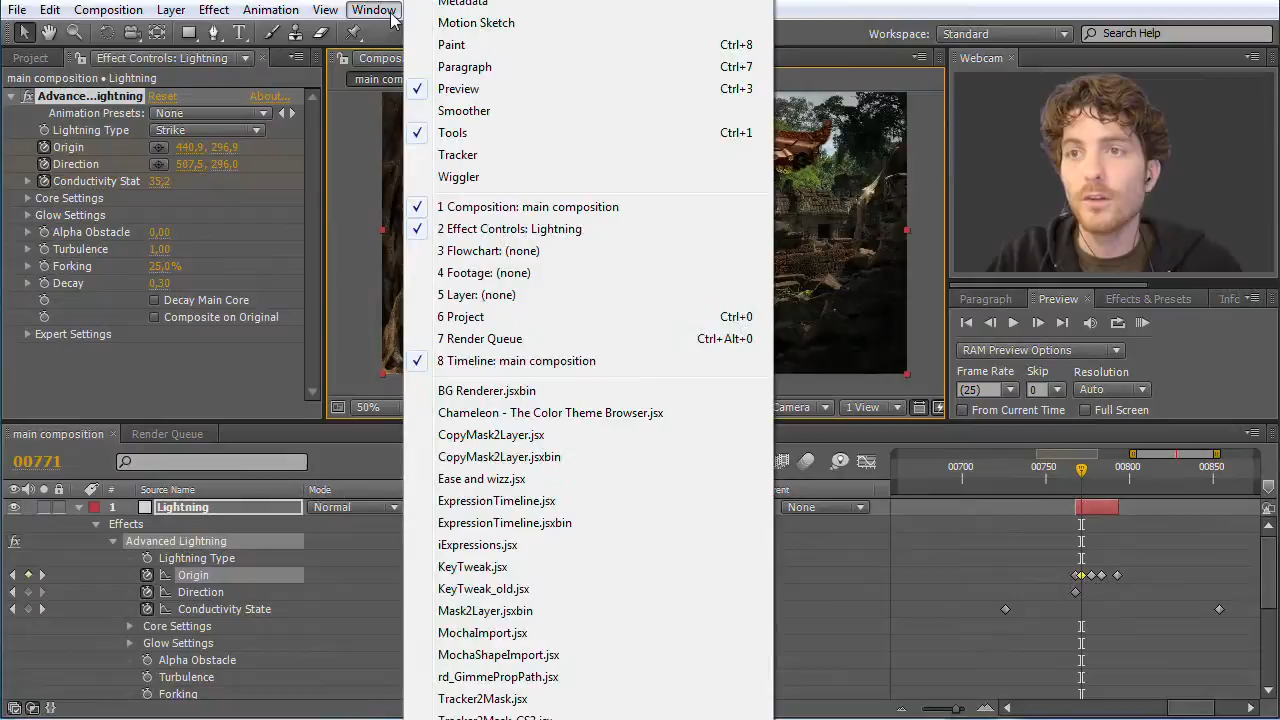 File Edit Composition Layer Effect Animation View Window
Workspace: Standard Search Help
Project Effect Controls: Lightning
main composition • Lightning
Advance...ightning Reset About...
Animation Presets: None
Lightning Type Strike
Origin 440,9, 296,9
Direction 507,5, 296,0
Conductivity Stat 35,2
Core Settings
Glow Settings
Alpha Obstacle 0,00
Turbulence 1,00
Forking 25,0%
Decay 0,30
Decay Main Core
Composite on Original
Expert Settings
Compos
main com
50%
Metadata
Motion Sketch
Paint Ctrl+8
Paragraph Ctrl+7
Preview Ctrl+3
Smoother
Tools Ctrl+1
Tracker
Wiggler
1 Composition: main composition
2 Effect Controls: Lightning
3 Flowchart: (none)
4 Footage: (none)
5 Layer: (none)
6 Project Ctrl+0
7 Render Queue Ctrl+Alt+0
8 Timeline: main composition
BG Renderer.jsxbin
Chameleon - The Color Theme Browser.jsx
CopyMask2Layer.jsx
CopyMask2Layer.jsxbin
Ease and wizz.jsx
ExpressionTimeline.jsx
ExpressionTimeline.jsxbin
iExpressions.jsx
KeyTweak.jsx
KeyTweak_old.jsx
Mask2Layer.jsxbin
MochaImport.jsx
MochaShapeImport.jsx
rd_GimmePropPath.jsx
Tracker2Mask.jsx
Tracker2Mask CS3.jsx
Camera 1 View
Webcam
Paragraph Preview Effects & Presets Info
RAM Preview Options
Frame Rate Skip Resolution
(25) 0 Auto
From Current Time Full Screen
main composition Render Queue
00771
# Source Name Mode
1 Lightning Normal
Effects
fx Advanced Lightning
Lightning Type
Origin
Direction
Conductivity State
Core Settings
Glow Settings
Alpha Obstacle
Turbulence
Forking
rent
None
00700 00750 00800 00850